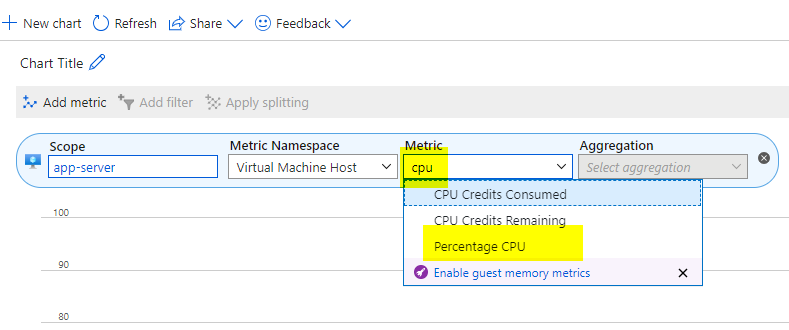 New chart Refresh Share Feedback
Chart Title
Add metric Add filter Apply splitting
Scope Metric Namespace Metric Aggregation
app-server Virtual Machine Host cpu Select aggregation
CPU Credits Consumed
100 CPU Credits Remaining
Percentage CPU
90 Enable guest memory metrics
80